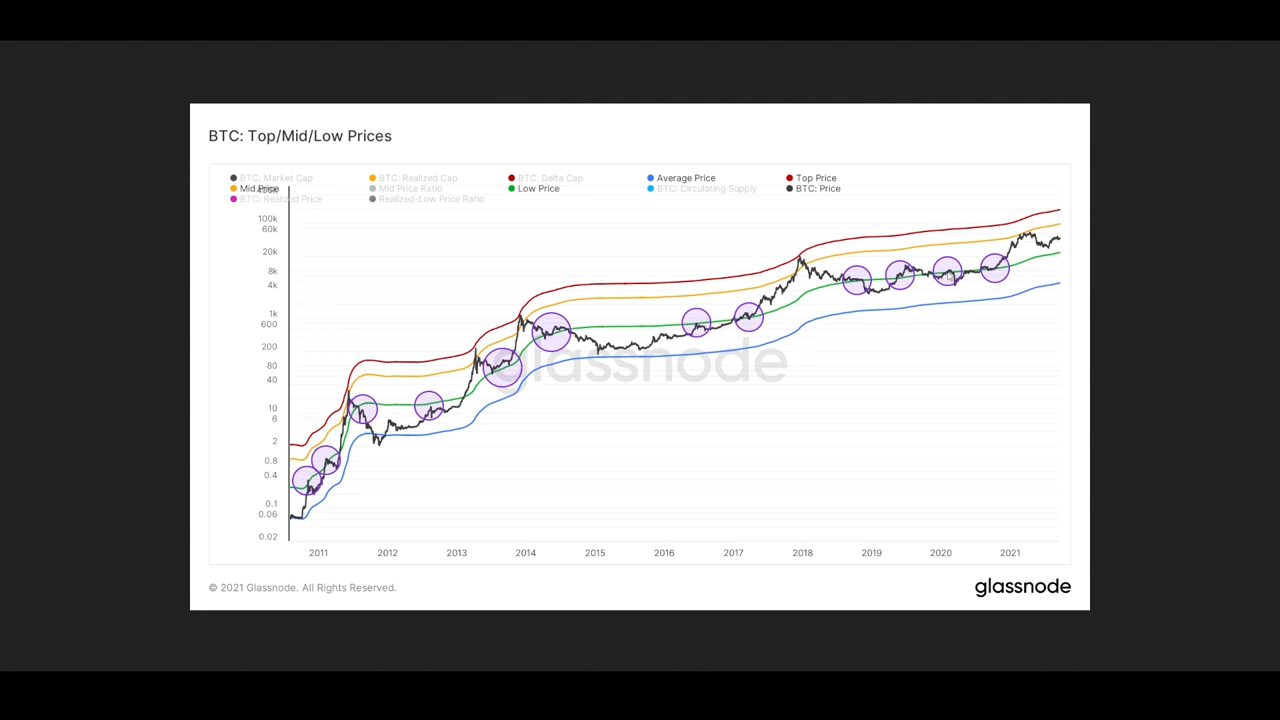 BTC: Top/Mid/Low Prices
BTC: Market Cap BTC: Realized Cap BTC: Delta Cap Average Price Top Price
Mid Price Mid Price Ratio Low Price BTC: Circulating Supply BTC: Price
BTC: Realized Price Realized-Low Price Ratio
100k
60k
20k
8k
4k
1k
600
200
80
40
10
6
2
0.8
0.4
0.1
0.06
0.02
glassnode
2011 2012 2013 2014 2015 2016 2017 2018 2019 2020 2021
© 2021 Glassnode. All Rights Reserved.
glassnode